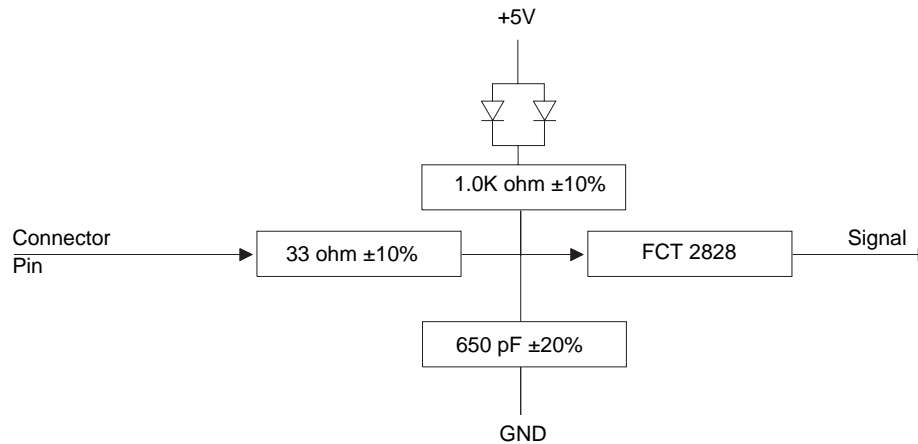 +5V
1.0K ohm ±10%
Connector
Pin
33 ohm ±10%
FCT 2828
Signal
650 pF ±20%
GND